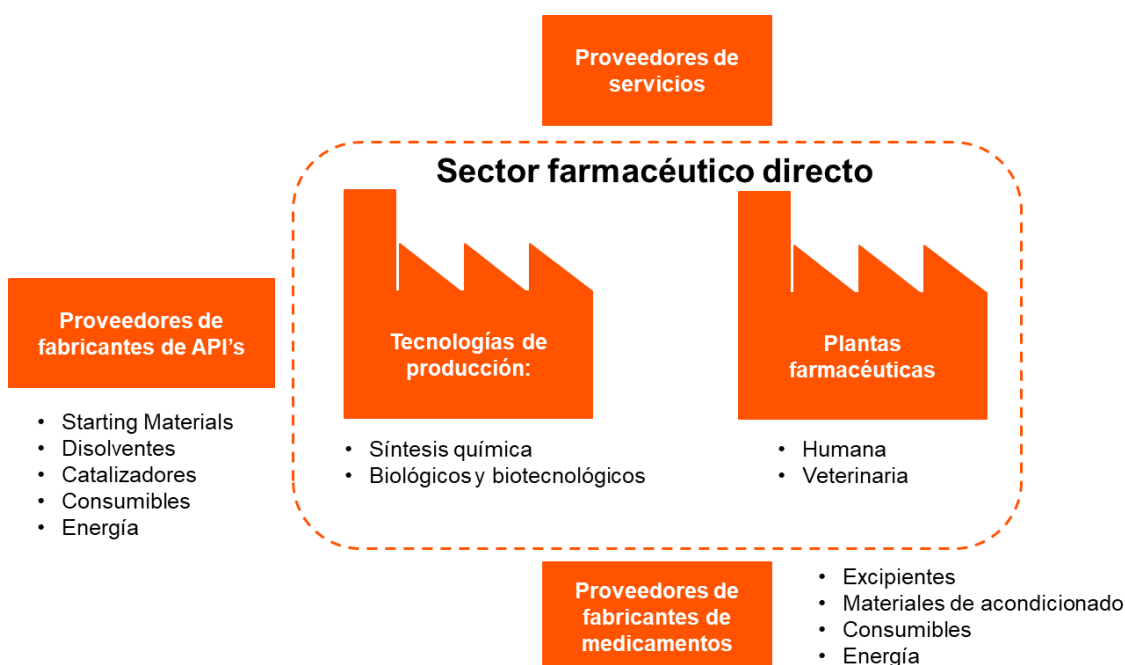 Proveedores de
servicios
Sector farmacéutico directo
Proveedores de
fabricantes de API’s
• Starting Materials
• Disolventes
• Catalizadores
• Consumibles
• Energía
Tecnologías de
producción:
• Síntesis química
• Biológicos y biotecnológicos
Plantas
farmacéuticas
• Humana
• Veterinaria
Proveedores de
fabricantes de
medicamentos
• Excipientes
• Materiales de acondicionado
• Consumibles
• Energía